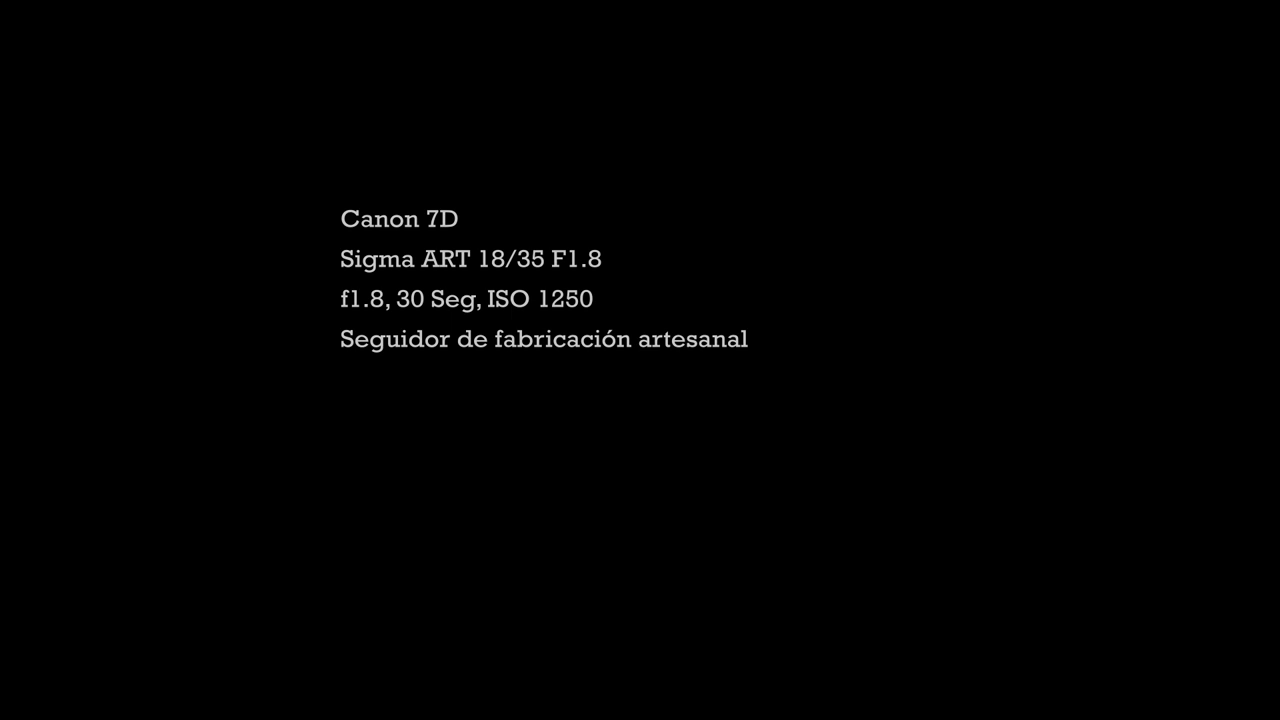 Canon 7D
Sigma ART 18/35 F1.8
f1.8, 30 Seg, ISO 1250
Seguidor de fabricación artesanal